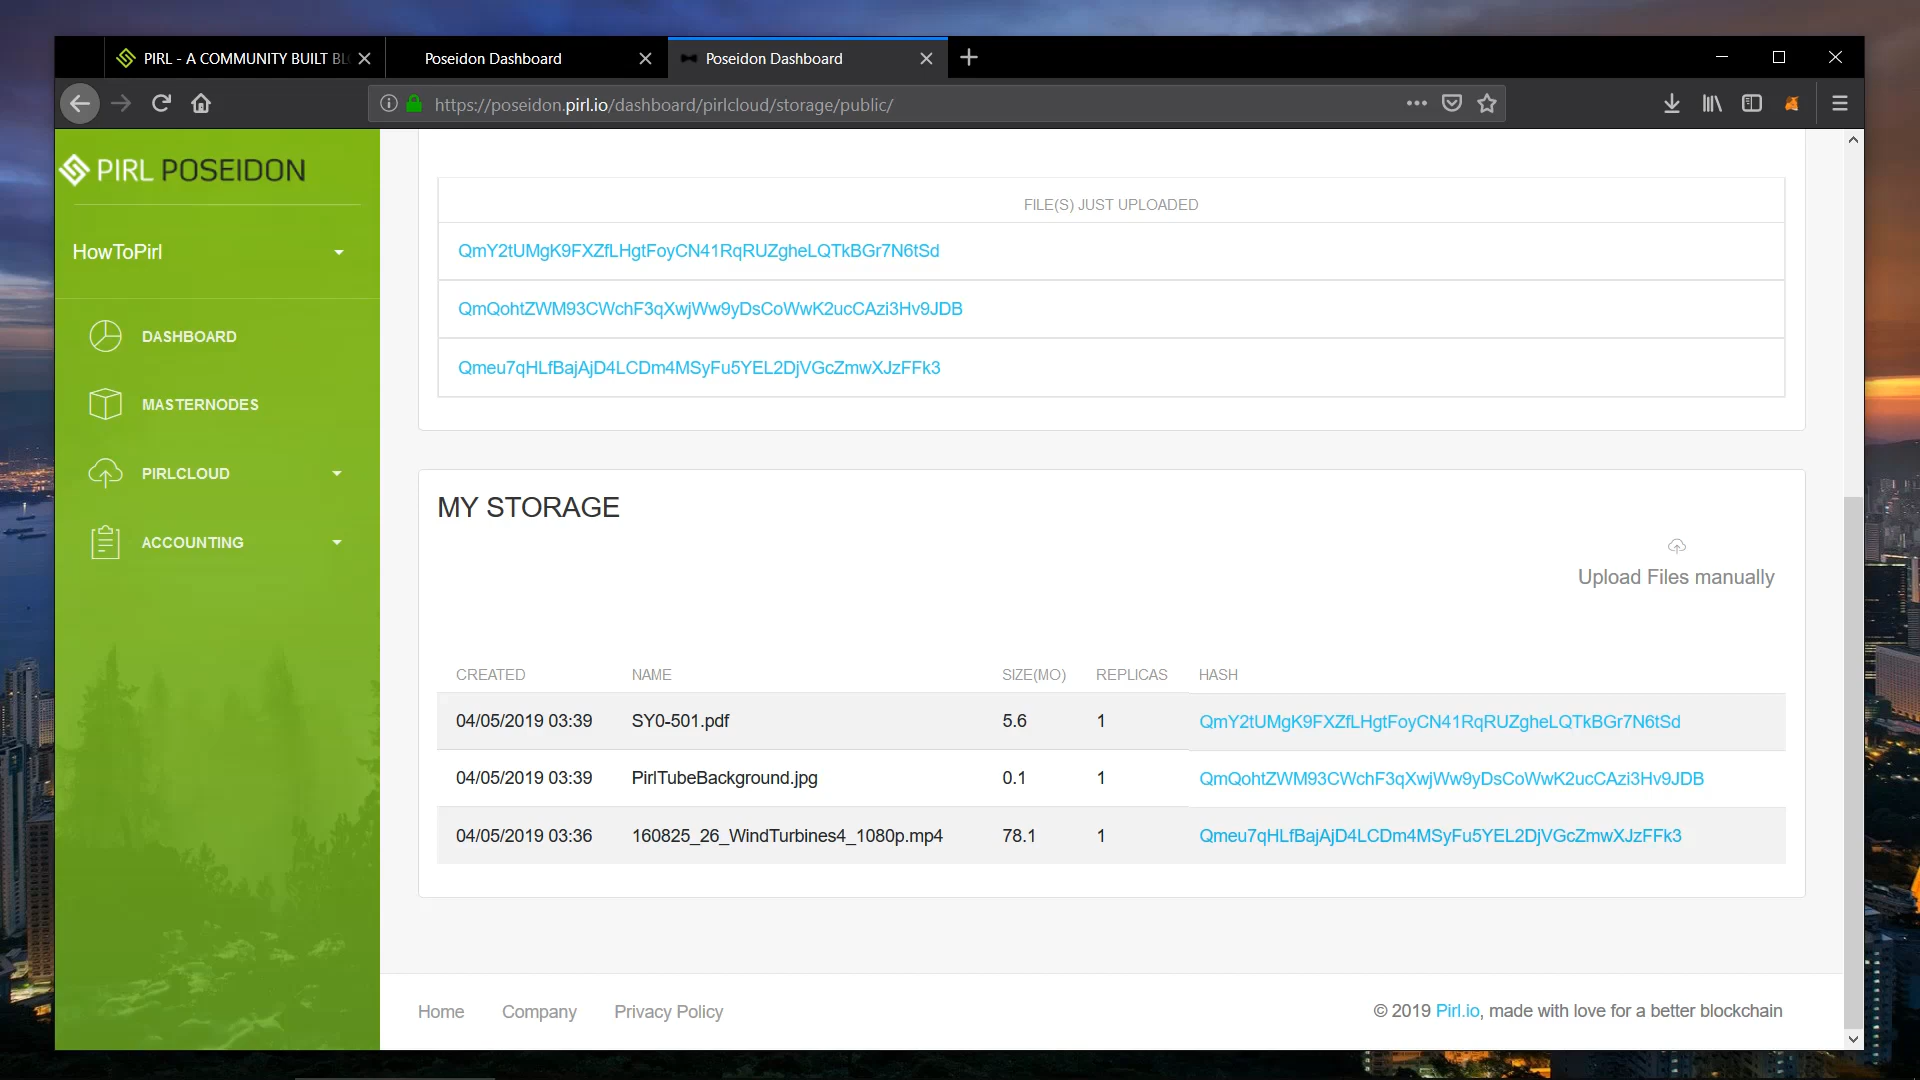 PIRL - A COMMUNITY BUILT BL
Poseidon Dashboard
Poseidon Dashboard
https://poseidon.pirl.io/dashboard/pirlcloud/storage/public/
PIRL POSEIDON
HowToPirl
DASHBOARD
MASTERNODES
PIRLCLOUD
ACCOUNTING
FILE(S) JUST UPLOADED
QmY2tUMgK9FXZfLHgtFoyCN41RqRUZgheLQTkBGr7N6tSd
QmQohtZWM93CWchF3qXwjWw9yDsCoWwK2ucCAzi3Hv9JDB
Qmeu7qHLfBajAjD4LCDm4MSyFu5YEL2DjVGcZmwXJzFFk3
MY STORAGE
Upload Files manually
CREATED NAME SIZE(MO) REPLICAS HASH
04/05/2019 03:39 SY0-501.pdf 5.6 1 QmY2tUMgK9FXZfLHgtFoyCN41RqRUZgheLQTkBGr7N6tSd
04/05/2019 03:39 PirlTubeBackground.jpg 0.1 1 QmQohtZWM93CWchF3qXwjWw9yDsCoWwK2ucCAzi3Hv9JDB
04/05/2019 03:36 160825_26_WindTurbines4_1080p.mp4 78.1 1 Qmeu7qHLfBajAjD4LCDm4MSyFu5YEL2DjVGcZmwXJzFFk3
Home Company Privacy Policy
© 2019 Pirl.io, made with love for a better blockchain